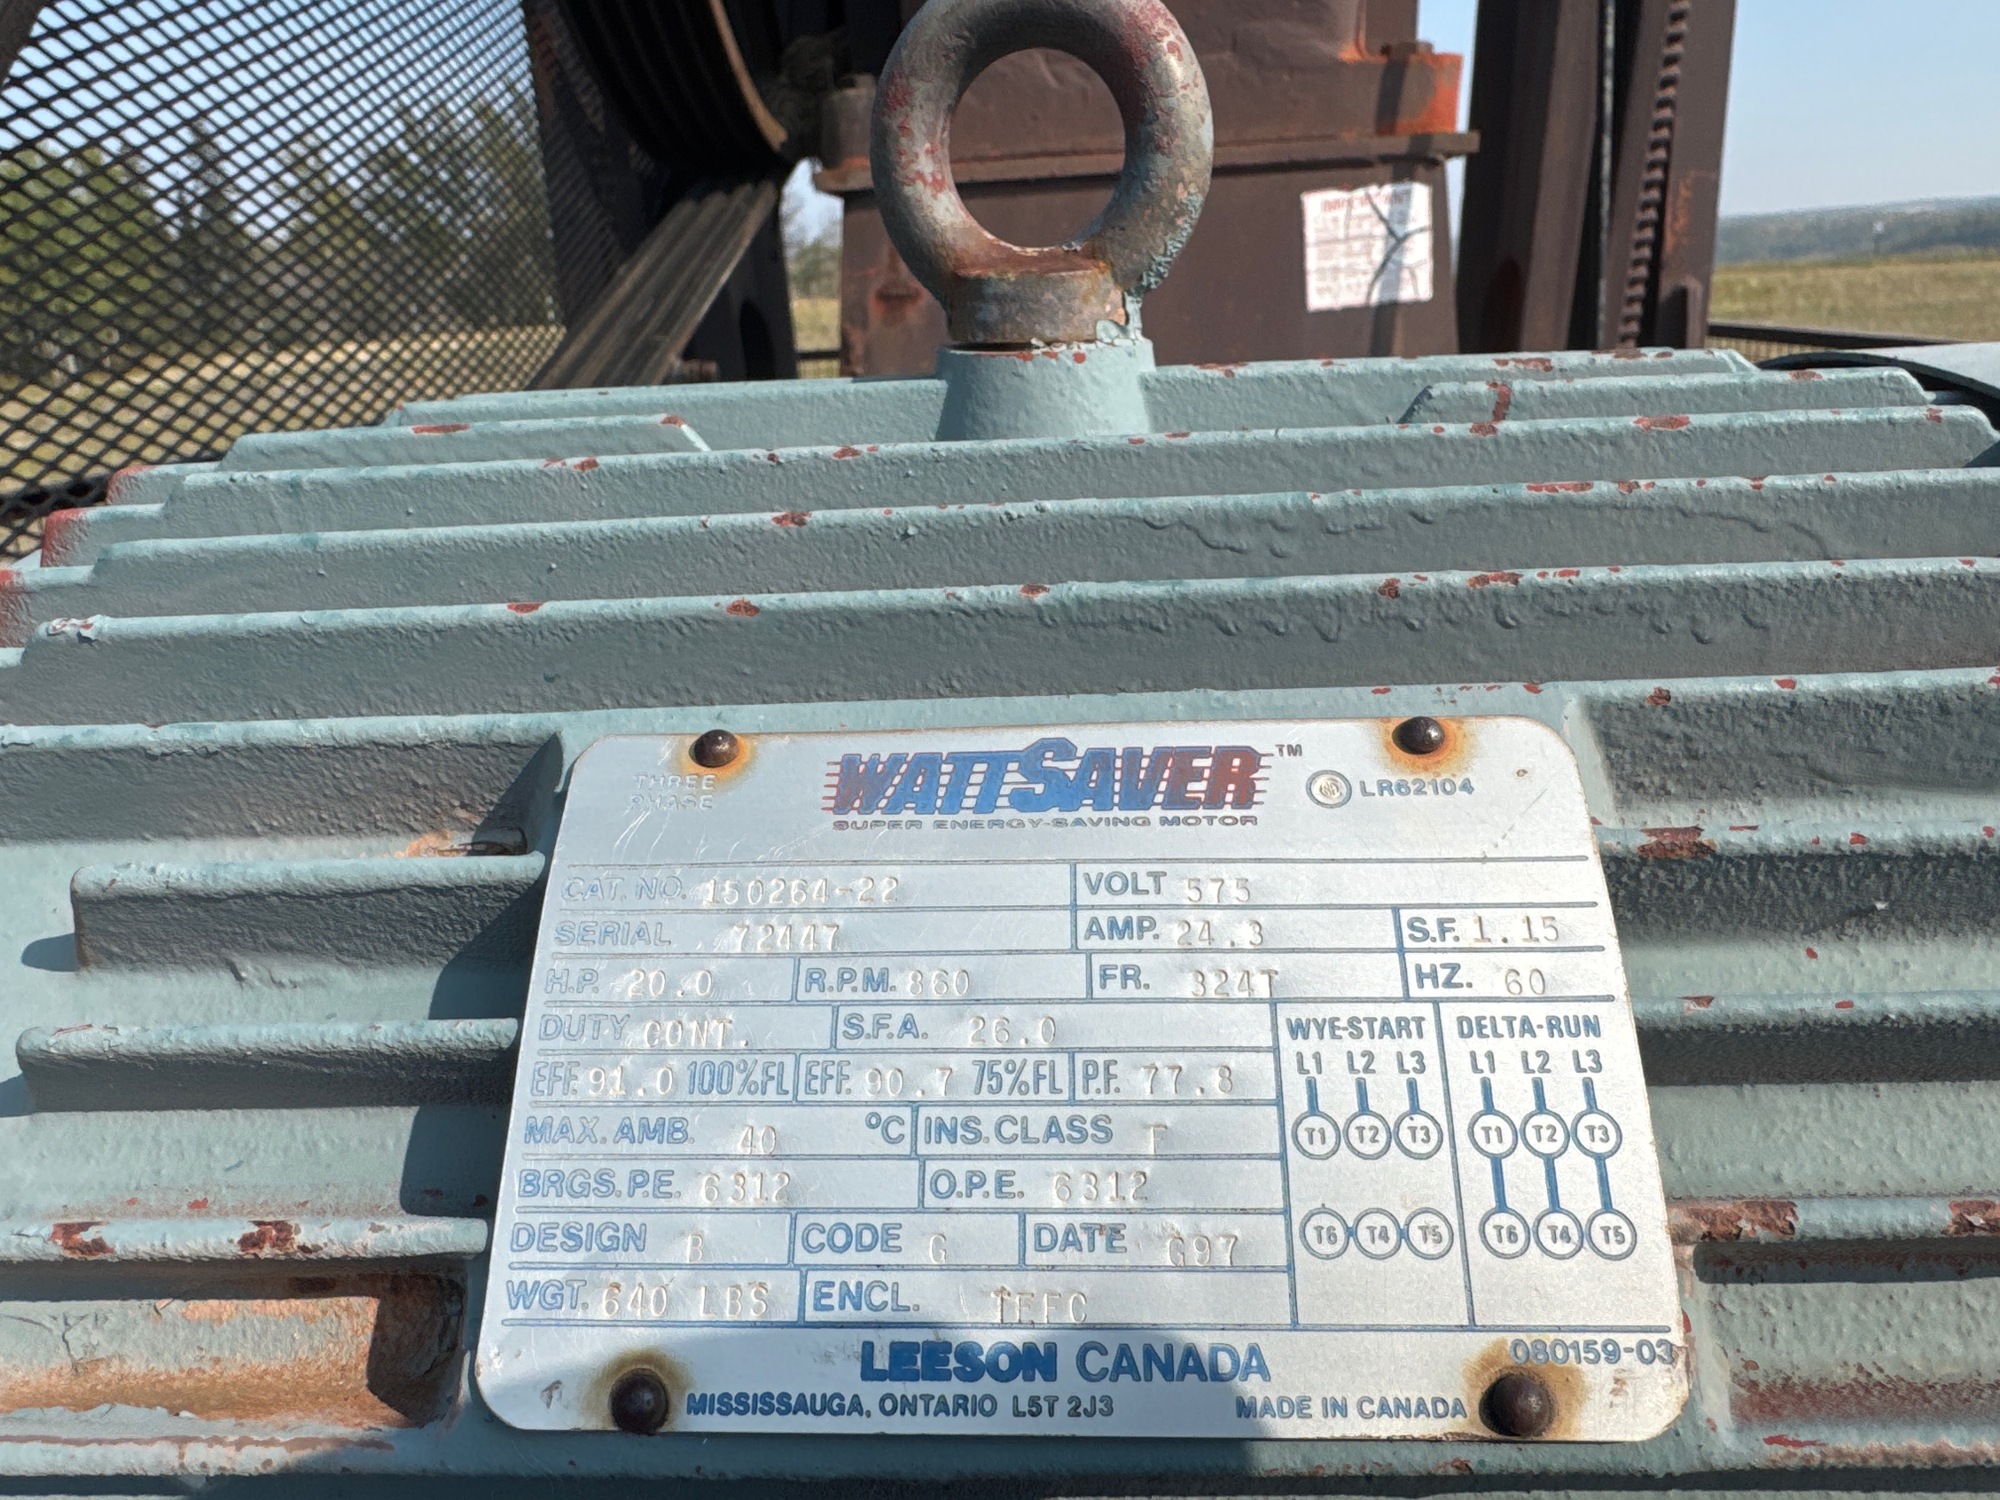 THREE PHASE
WATTSAVER™
SUPER ENERGY-SAVING MOTOR
LR62104
CAT. NO. 150264-22 VOLT 575
SERIAL 72447 AMP. 24.3 S.F. 1.15
H.P. 20.0 R.P.M. 860 FR. 324T HZ. 60
DUTY CONT. S.F.A. 26.0
EFF. 91.0 100%FL EFF. 90.7 75%FL P.F. 77.8
MAX. AMB. 40 °C INS. CLASS F
BRGS. P.E. 6312 O.P.E. 6312
DESIGN B CODE G DATE G97
WGT. 640 LBS ENCL. TEFC
WYE-START DELTA-RUN
L1 L2 L3 L1 L2 L3
T1 T2 T3 T1 T2 T3
T6 T4 T5 T6 T4 T5
LEESON CANADA
080159-03
MISSISSAUGA, ONTARIO L5T 2J3 MADE IN CANADA